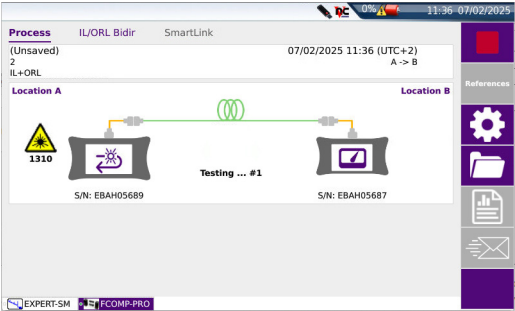 0% 11:36 07/02/2025
Process IL/ORL Bidir SmartLink
(Unsaved) 07/02/2025 11:36 (UTC+2)
2 A -> B
IL+ORL
References
Location A Location B
1310
Testing ... #1
S/N: EBAH05689 S/N: EBAH05687
EXPERT-SM FCOMP-PRO